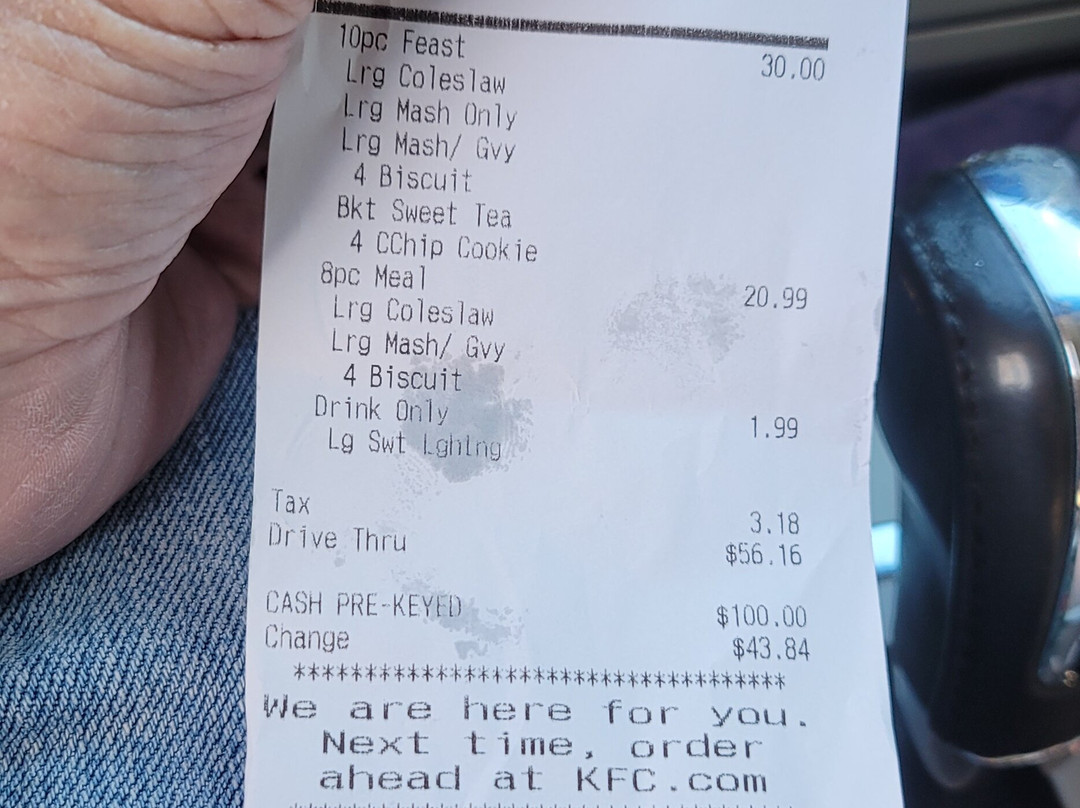 10pc Feast 30.00
Lrg Coleslaw
Lrg Mash Only
Lrg Mash/ Gvy
4 Biscuit
Bkt Sweet Tea
4 CChip Cookie
8pc Meal 20.99
Lrg Coleslaw
Lrg Mash/ Gvy
4 Biscuit
Drink Only 1.99
Lg Swt Lghtng
Tax 3.18
Drive Thru $56.16
CASH PRE-KEYED $100.00
Change $43.84
***********************************
We are here for you.
Next time, order
ahead at KFC.com